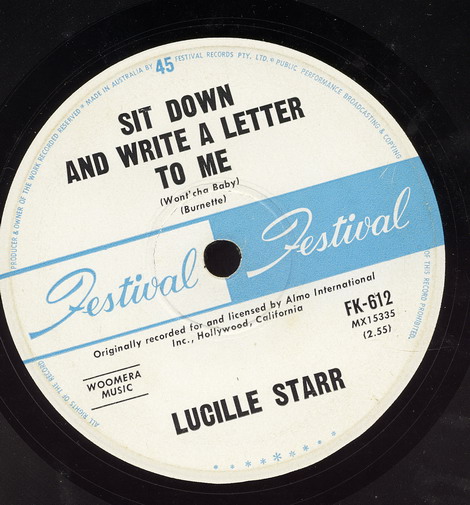 PRODUCER & OWNER OF THE WORK RECORDED RESERVED * MADE IN AUSTRALIA BY 45 FESTIVAL RECORDS PTY. LTD. * PUBLIC PERFORMANCE BROADCASTING & COPYING
OF THIS RECORD PROHIBITED.
ALL RIGHTS OF THE RECORD
SIT DOWN
AND WRITE A LETTER
TO ME
(Wont'cha Baby)
(Burnette)
Festival
Festival
Originally recorded for and licensed by Almo International
Inc., Hollywood, California
FK-612
MX15335
(2.55)
WOOMERA
MUSIC
LUCILLE STARR